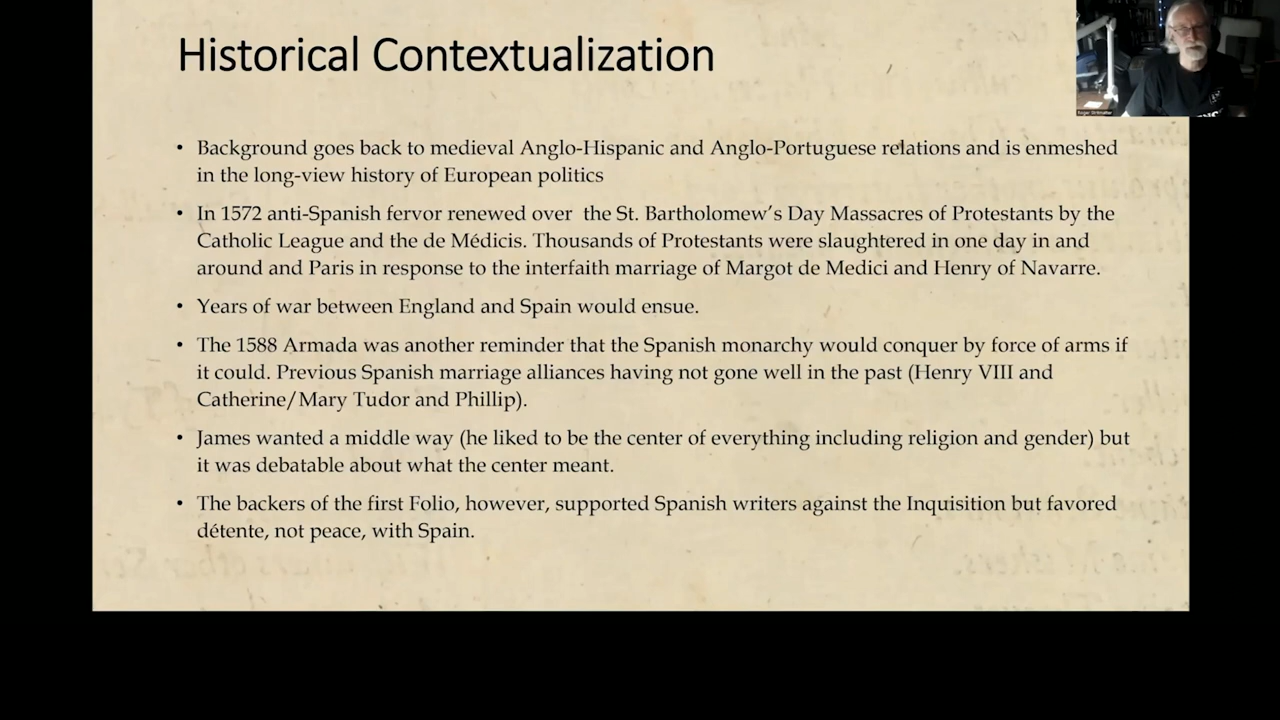 Historical Contextualization
• Background goes back to medieval Anglo-Hispanic and Anglo-Portuguese relations and is enmeshed
in the long-view history of European politics
• In 1572 anti-Spanish fervor renewed over the St. Bartholomew's Day Massacres of Protestants by the
Catholic League and the de Médicis. Thousands of Protestants were slaughtered in one day in and
around and Paris in response to the interfaith marriage of Margot de Medici and Henry of Navarre.
• Years of war between England and Spain would ensue.
• The 1588 Armada was another reminder that the Spanish monarchy would conquer by force of arms if
it could. Previous Spanish marriage alliances having not gone well in the past (Henry VIII and
Catherine/Mary Tudor and Phillip).
• James wanted a middle way (he liked to be the center of everything including religion and gender) but
it was debatable about what the center meant.
• The backers of the first Folio, however, supported Spanish writers against the Inquisition but favored
détente, not peace, with Spain.